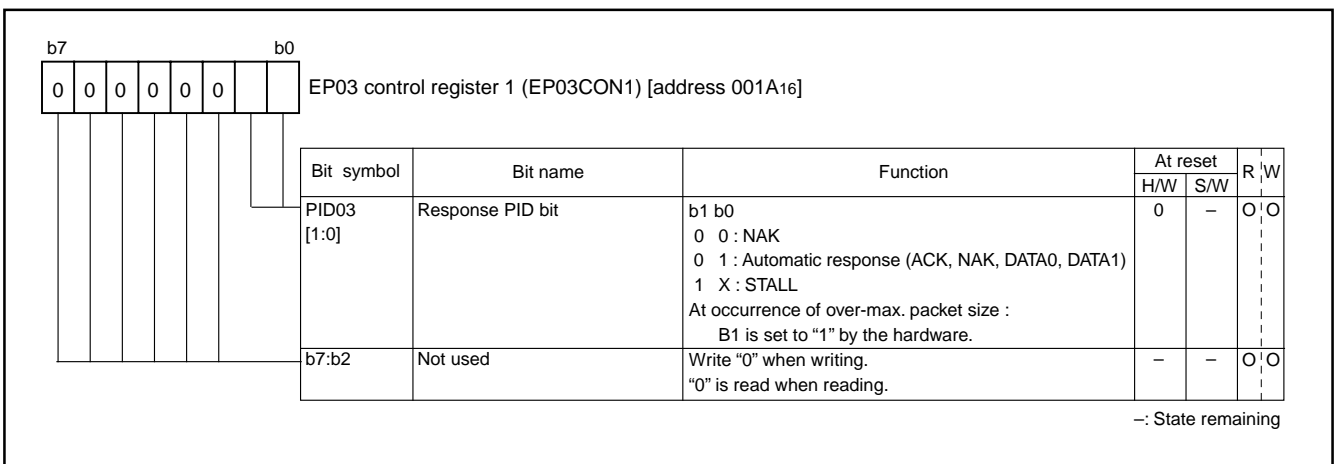 b7 b0
0 0 0 0 0 0 EP03 control register 1 (EP03CON1) [address 001A16]
Bit symbol Bit name Function At reset R W
H/W S/W
PID03 Response PID bit b1 b0 0 – O O
[1:0] 0 0 : NAK
0 1 : Automatic response (ACK, NAK, DATA0, DATA1)
1 X : STALL
At occurrence of over-max. packet size :
B1 is set to “1” by the hardware.
b7:b2 Not used Write “0” when writing. – – O O
“0” is read when reading.
–: State remaining